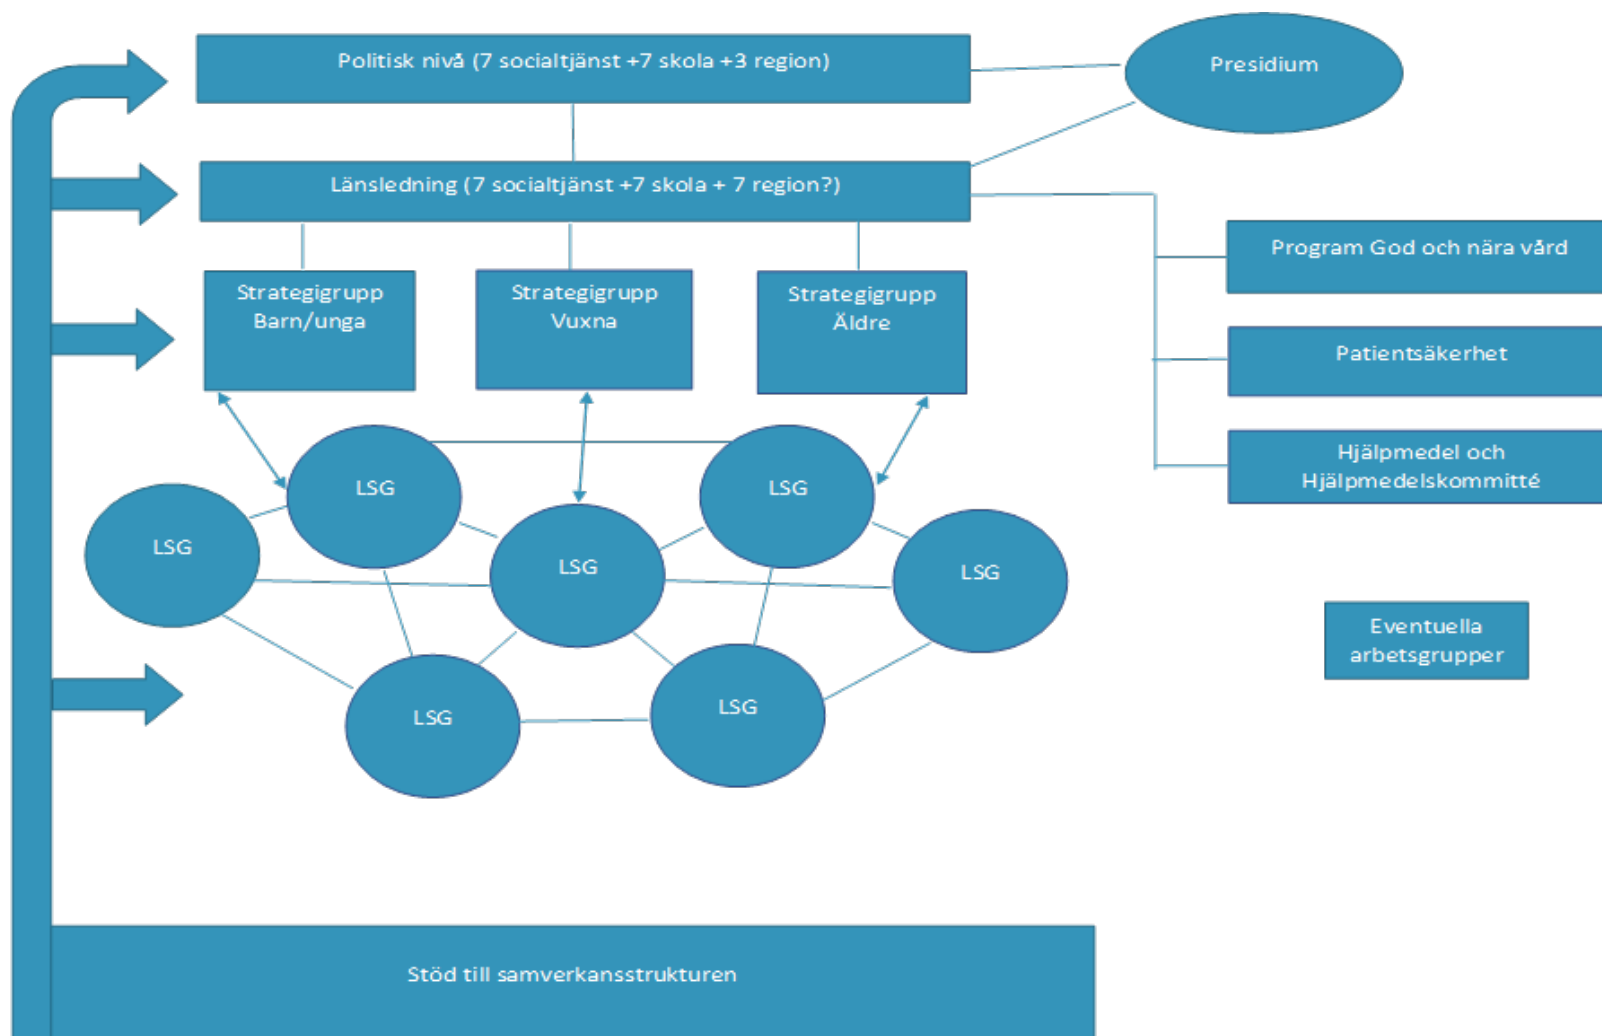 Politisk nivå (7 socialtjänst +7 skola +3 region)
Presidium
Länsledning (7 socialtjänst +7 skola + 7 region?)
Program God och nära vård
Strategigrupp
Barn/unga
Strategigrupp
Vuxna
Strategigrupp
Äldre
Patientsäkerhet
Hjälpmedel och
Hjälpmedelskommitté
LSG
LSG
LSG
LSG
LSG
LSG
LSG
Eventuella
arbetsgrupper
Stöd till samverkansstrukturen